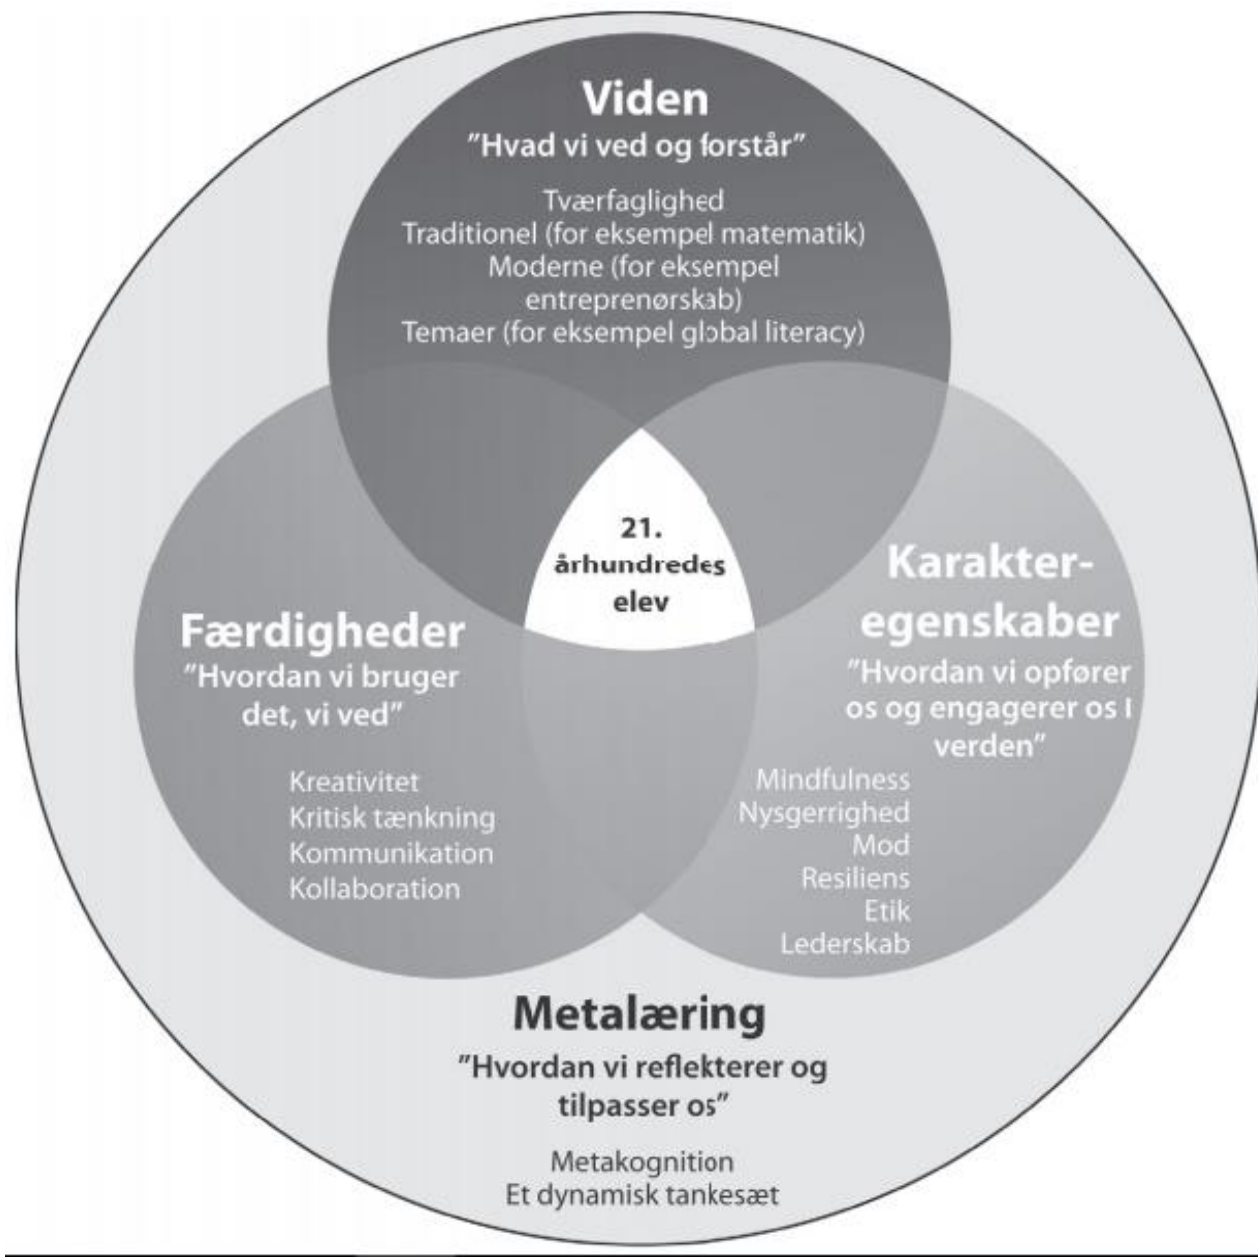 Viden
”Hvad vi ved og forstår”
Tværfaglighed
Traditionel (for eksempel matematik)
Moderne (for eksempel
entreprenørskab)
Temaer (for eksempel global literacy)
21.
århundredes
elev
Færdigheder
”Hvordan vi bruger
det, vi ved”
Kreativitet
Kritisk tænkning
Kommunikation
Kollaboration
Karakter-
egenskaber
”Hvordan vi opfører
os og engagerer os i
verden”
Mindfulness
Nysgerrighed
Mod
Resiliens
Etik
Lederskab
Metalæring
”Hvordan vi reflekterer og
tilpasser os”
Metakognition
Et dynamisk tankesæt